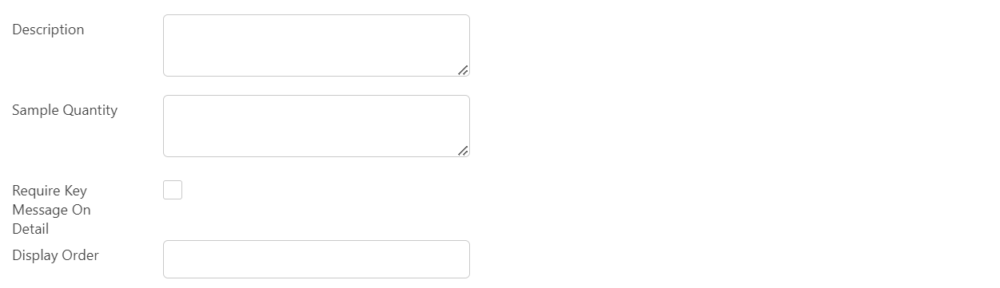 Description
Sample Quantity
Require Key
Message On
Detail
Display Order